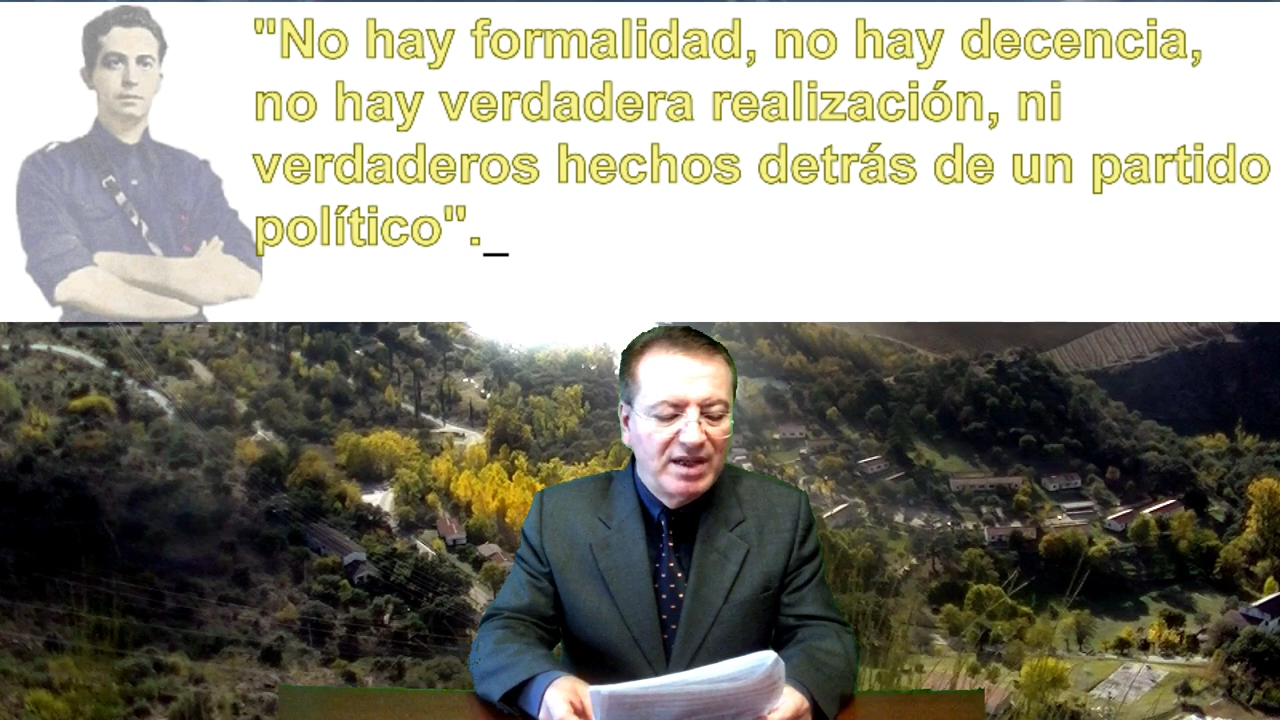 "No hay formalidad, no hay decencia,
no hay verdadera realización, ni
verdaderos hechos detrás de un partido
político"._